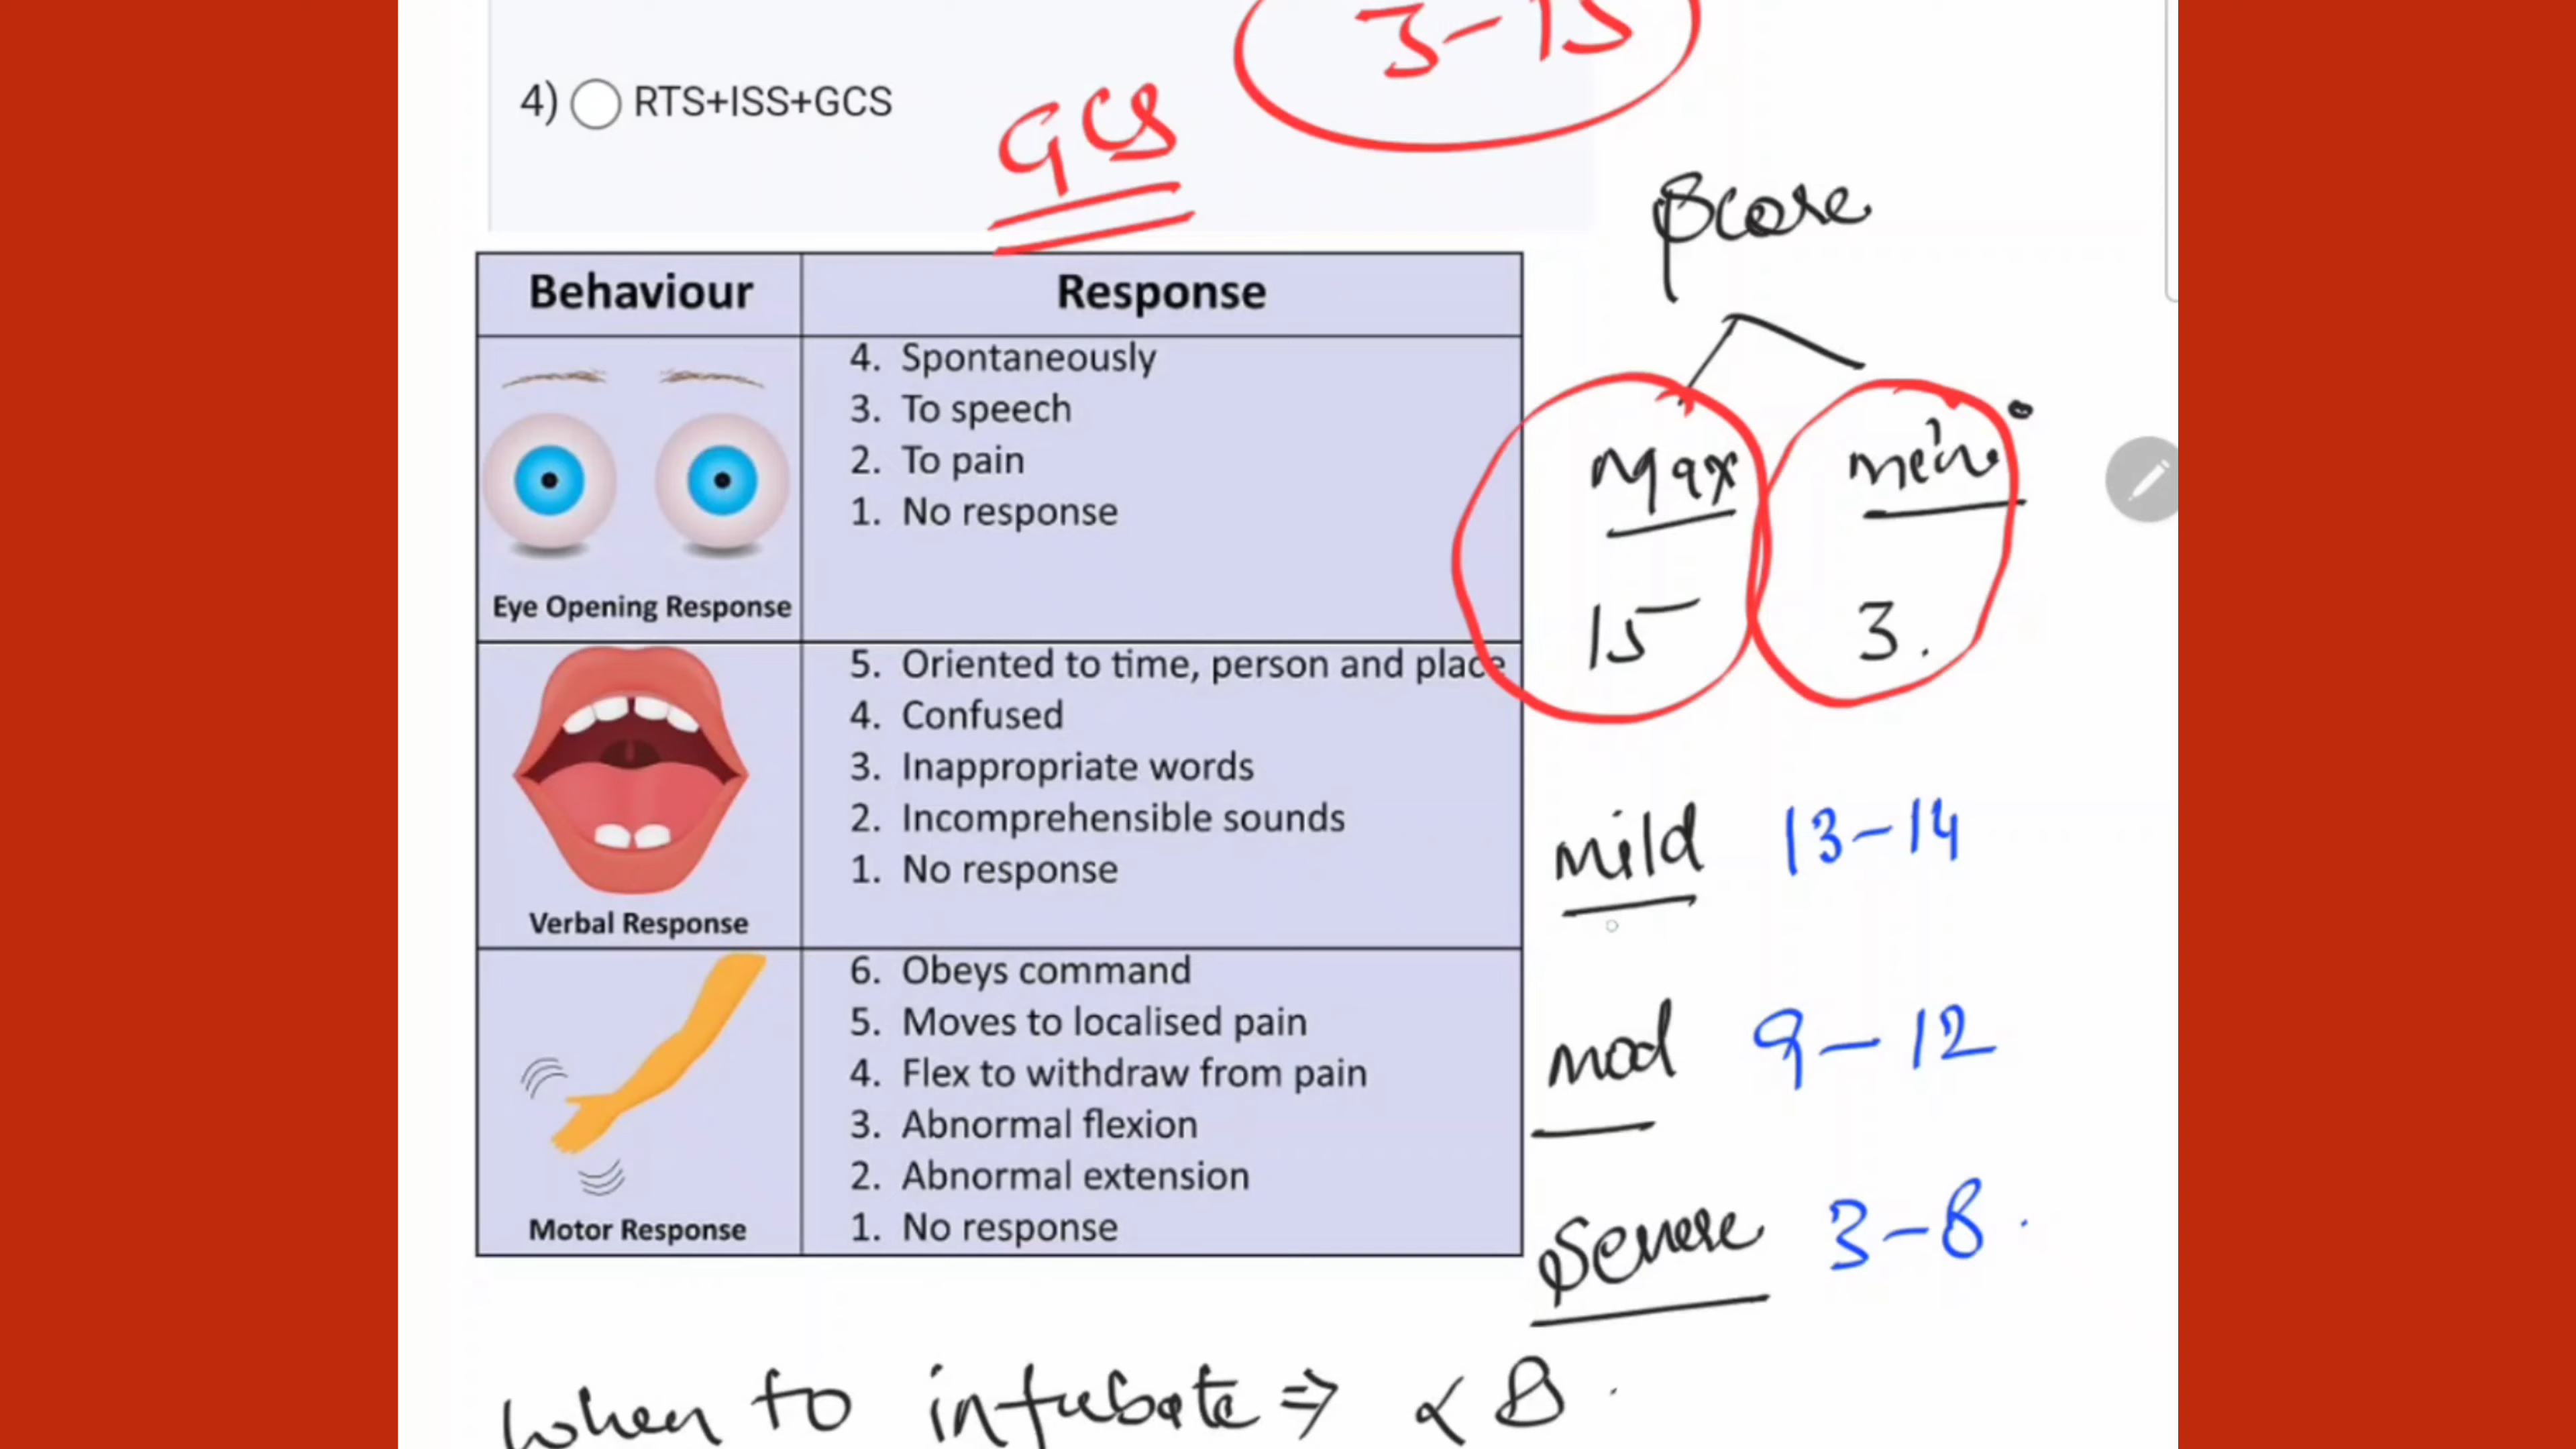 3-15
4) RTS+ISS+GCS
GCS
Score
Behaviour Response
4. Spontaneously
3. To speech
2. To pain
1. No response
Eye Opening Response
Max
15
3.
5. Oriented to time, person and place
4. Confused
3. Inappropriate words
2. Incomprehensible sounds
1. No response
Verbal Response
mild 13-14
6. Obeys command
5. Moves to localised pain
4. Flex to withdraw from pain
3. Abnormal flexion
2. Abnormal extension
1. No response
Motor Response
mod 9-12
Severe 3-8.
when to intubate ⇒ < 8.